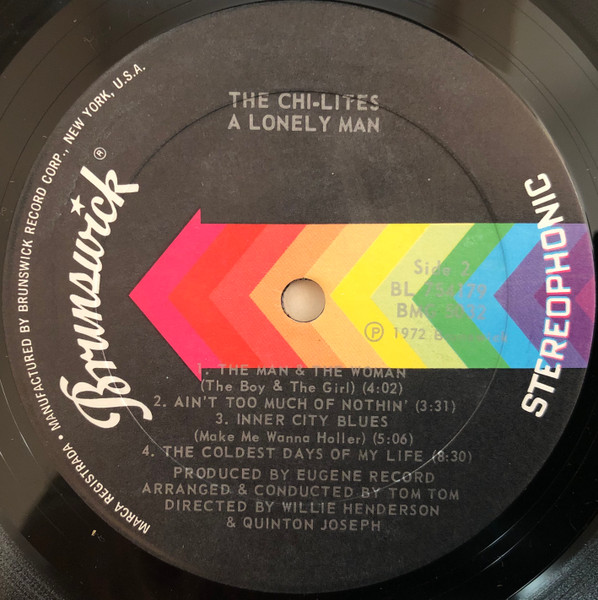 THE CHI-LITES
A LONELY MAN
Brunswick ®
STEREOPHONIC
Side 2
BL 754179
Ⓟ 1972
1. THE MAN & THE WOMAN
(The Boy & The Girl) (4:02)
2. AIN'T TOO MUCH OF NOTHIN' (3:31)
3. INNER CITY BLUES
(Make Me Wanna Holler) (5:06)
4. THE COLDEST DAYS OF MY LIFE (8:30)
PRODUCED BY EUGENE RECORD
ARRANGED & CONDUCTED BY TOM TOM
DIRECTED BY WILLIE HENDERSON
& QUINTON JOSEPH
MARCA REGISTRADA • MANUFACTURED BY BRUNSWICK RECORD CORP., NEW YORK, U.S.A.